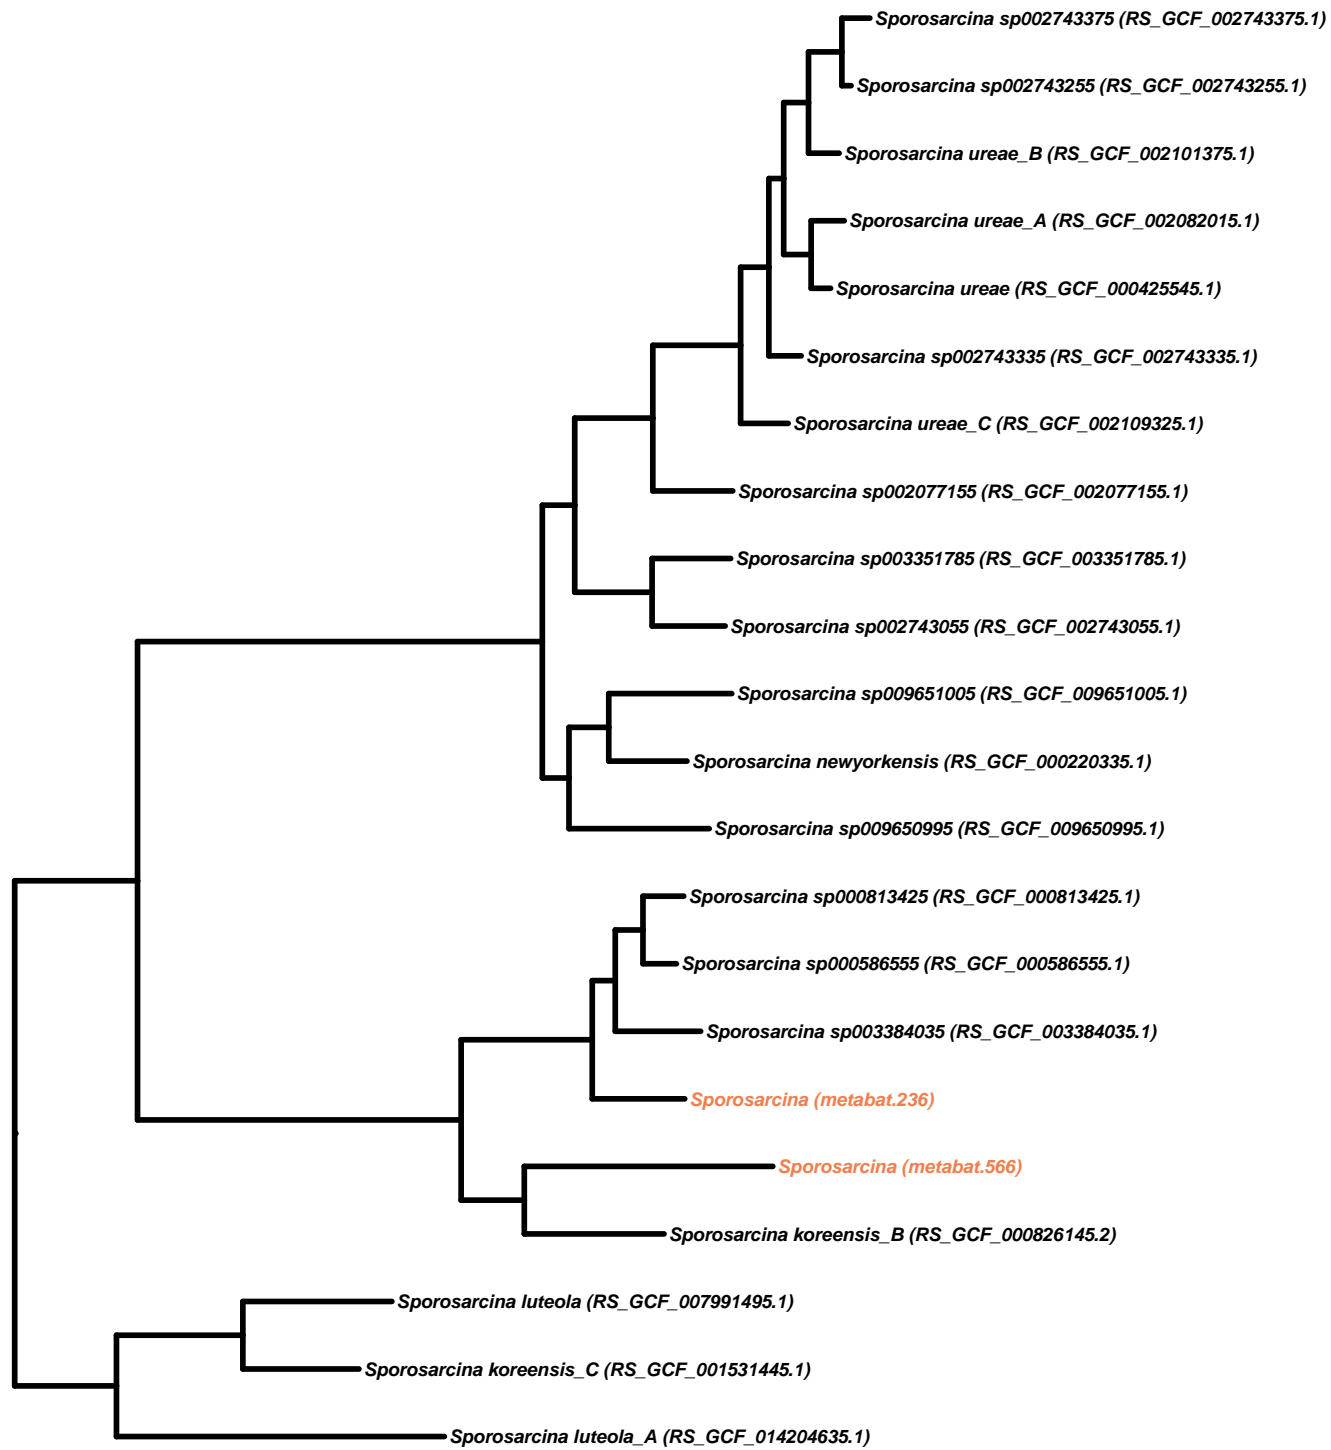 Sporosarcina sp002743375 (RS_GCF_002743375.1)
Sporosarcina sp002743255 (RS_GCF_002743255.1)
Sporosarcina ureae_B (RS_GCF_002101375.1)
Sporosarcina ureae_A (RS_GCF_002082015.1)
Sporosarcina ureae (RS_GCF_000425545.1)
Sporosarcina sp002743335 (RS_GCF_002743335.1)
Sporosarcina ureae_C (RS_GCF_002109325.1)
Sporosarcina sp002077155 (RS_GCF_002077155.1)
Sporosarcina sp003351785 (RS_GCF_003351785.1)
Sporosarcina sp002743055 (RS_GCF_002743055.1)
Sporosarcina sp009651005 (RS_GCF_009651005.1)
Sporosarcina newyorkensis (RS_GCF_000220335.1)
Sporosarcina sp009650995 (RS_GCF_009650995.1)
Sporosarcina sp000813425 (RS_GCF_000813425.1)
Sporosarcina sp000586555 (RS_GCF_000586555.1)
Sporosarcina sp003384035 (RS_GCF_003384035.1)
Sporosarcina (metabat.236)
Sporosarcina (metabat.566)
Sporosarcina koreensis_B (RS_GCF_000826145.2)
Sporosarcina luteola (RS_GCF_007991495.1)
Sporosarcina koreensis_C (RS_GCF_001531445.1)
Sporosarcina luteola_A (RS_GCF_014204635.1)